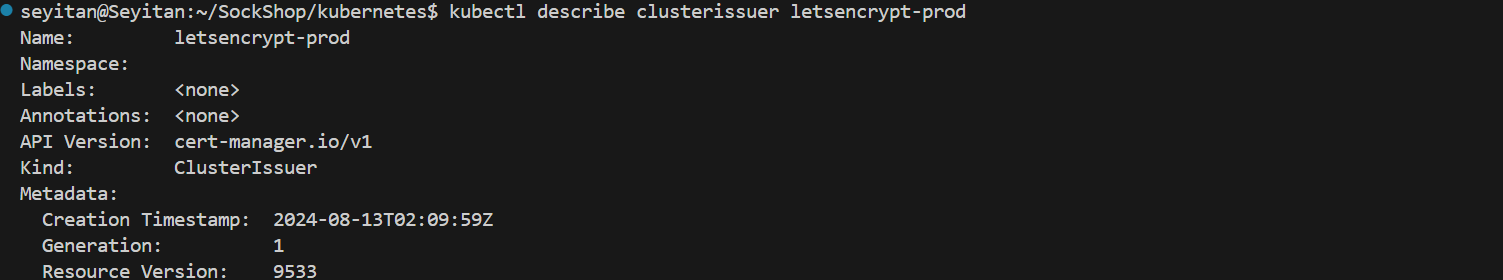 seyitan@Seyitan:~/SockShop/kubernetes$ kubectl describe clusterissuer letsencrypt-prod
Name:         letsencrypt-prod
Namespace:
Labels:       <none>
Annotations:  <none>
API Version:  cert-manager.io/v1
Kind:         ClusterIssuer
Metadata:
  Creation Timestamp:  2024-08-13T02:09:59Z
  Generation:          1
  Resource Version:    9533